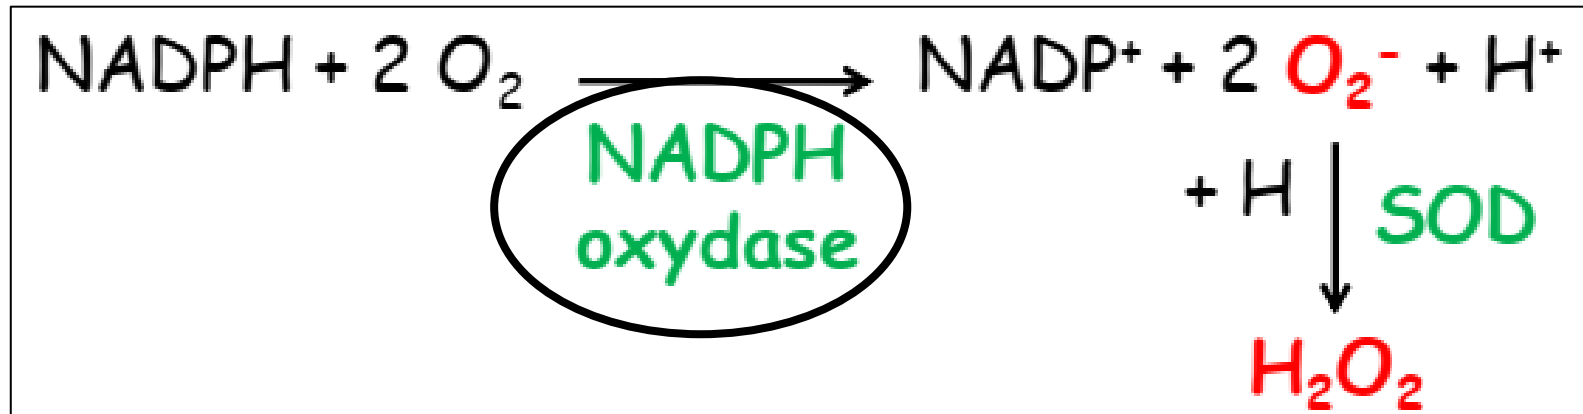 NADPH + 2 O₂ → NADP⁺ + 2 O₂⁻ + H⁺
NADPH
oxydase
+ H
SOD
H₂O₂